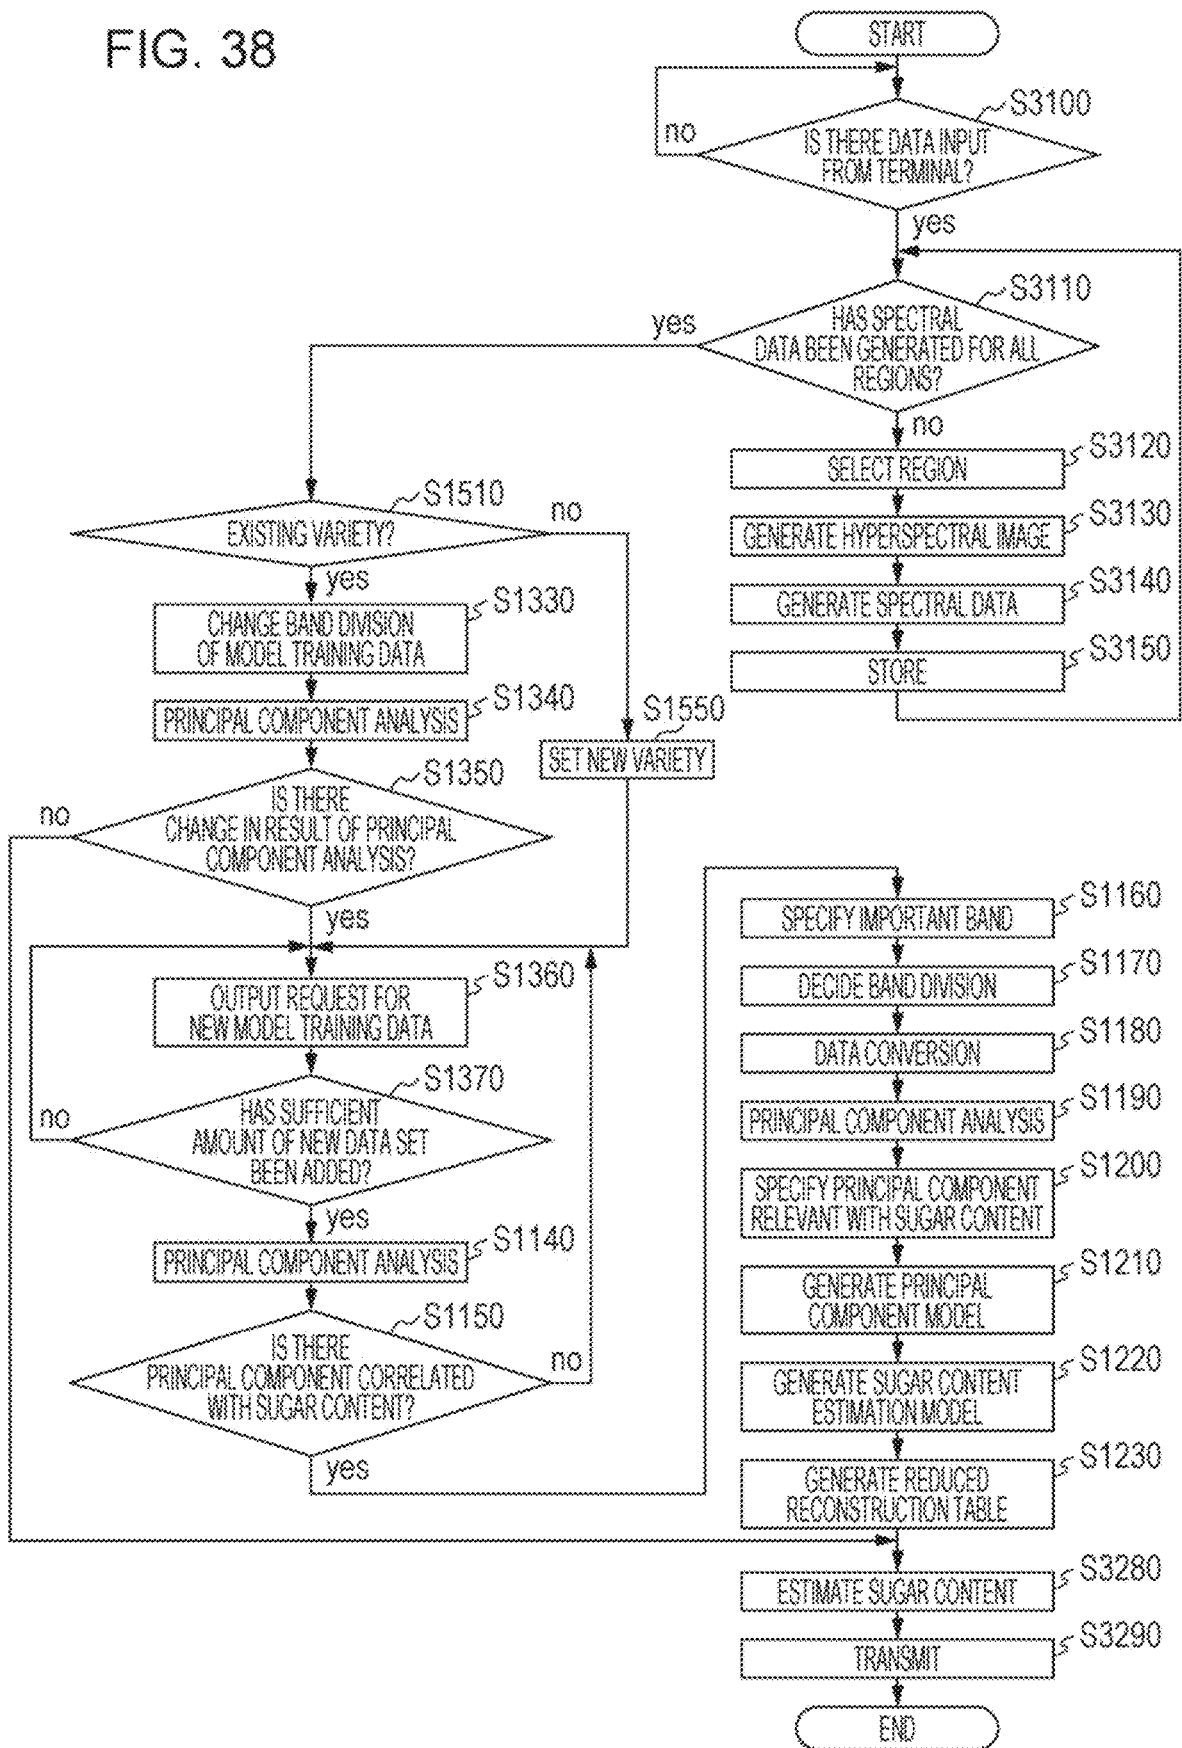 FIG. 38
START
S3100
IS THERE DATA INPUT
FROM TERMINAL?
no
yes
S3110
HAS SPECTRAL
DATA BEEN GENERATED FOR ALL
REGIONS?
yes
no
S3120
SELECT REGION
S3130
GENERATE HYPERSPECTRAL IMAGE
S3140
GENERATE SPECTRAL DATA
S3150
STORE
S1510
EXISTING VARIETY?
no
yes
S1330
CHANGE BAND DIVISION
OF MODEL TRAINING DATA
S1340
PRINCIPAL COMPONENT ANALYSIS
S1550
SET NEW VARIETY
S1350
IS THERE
CHANGE IN RESULT OF PRINCIPAL
COMPONENT ANALYSIS?
no
yes
S1360
OUTPUT REQUEST FOR
NEW MODEL TRAINING DATA
S1370
HAS SUFFICIENT
AMOUNT OF NEW DATA SET
BEEN ADDED?
no
yes
S1140
PRINCIPAL COMPONENT ANALYSIS
S1150
IS THERE
PRINCIPAL COMPONENT CORRELATED
WITH SUGAR CONTENT?
no
yes
S1160
SPECIFY IMPORTANT BAND
S1170
DECIDE BAND DIVISION
S1180
DATA CONVERSION
S1190
PRINCIPAL COMPONENT ANALYSIS
S1200
SPECIFY PRINCIPAL COMPONENT
RELEVANT WITH SUGAR CONTENT
S1210
GENERATE PRINCIPAL
COMPONENT MODEL
S1220
GENERATE SUGAR CONTENT
ESTIMATION MODEL
S1230
GENERATE REDUCED
RECONSTRUCTION TABLE
S3280
ESTIMATE SUGAR CONTENT
S3290
TRANSMIT
END